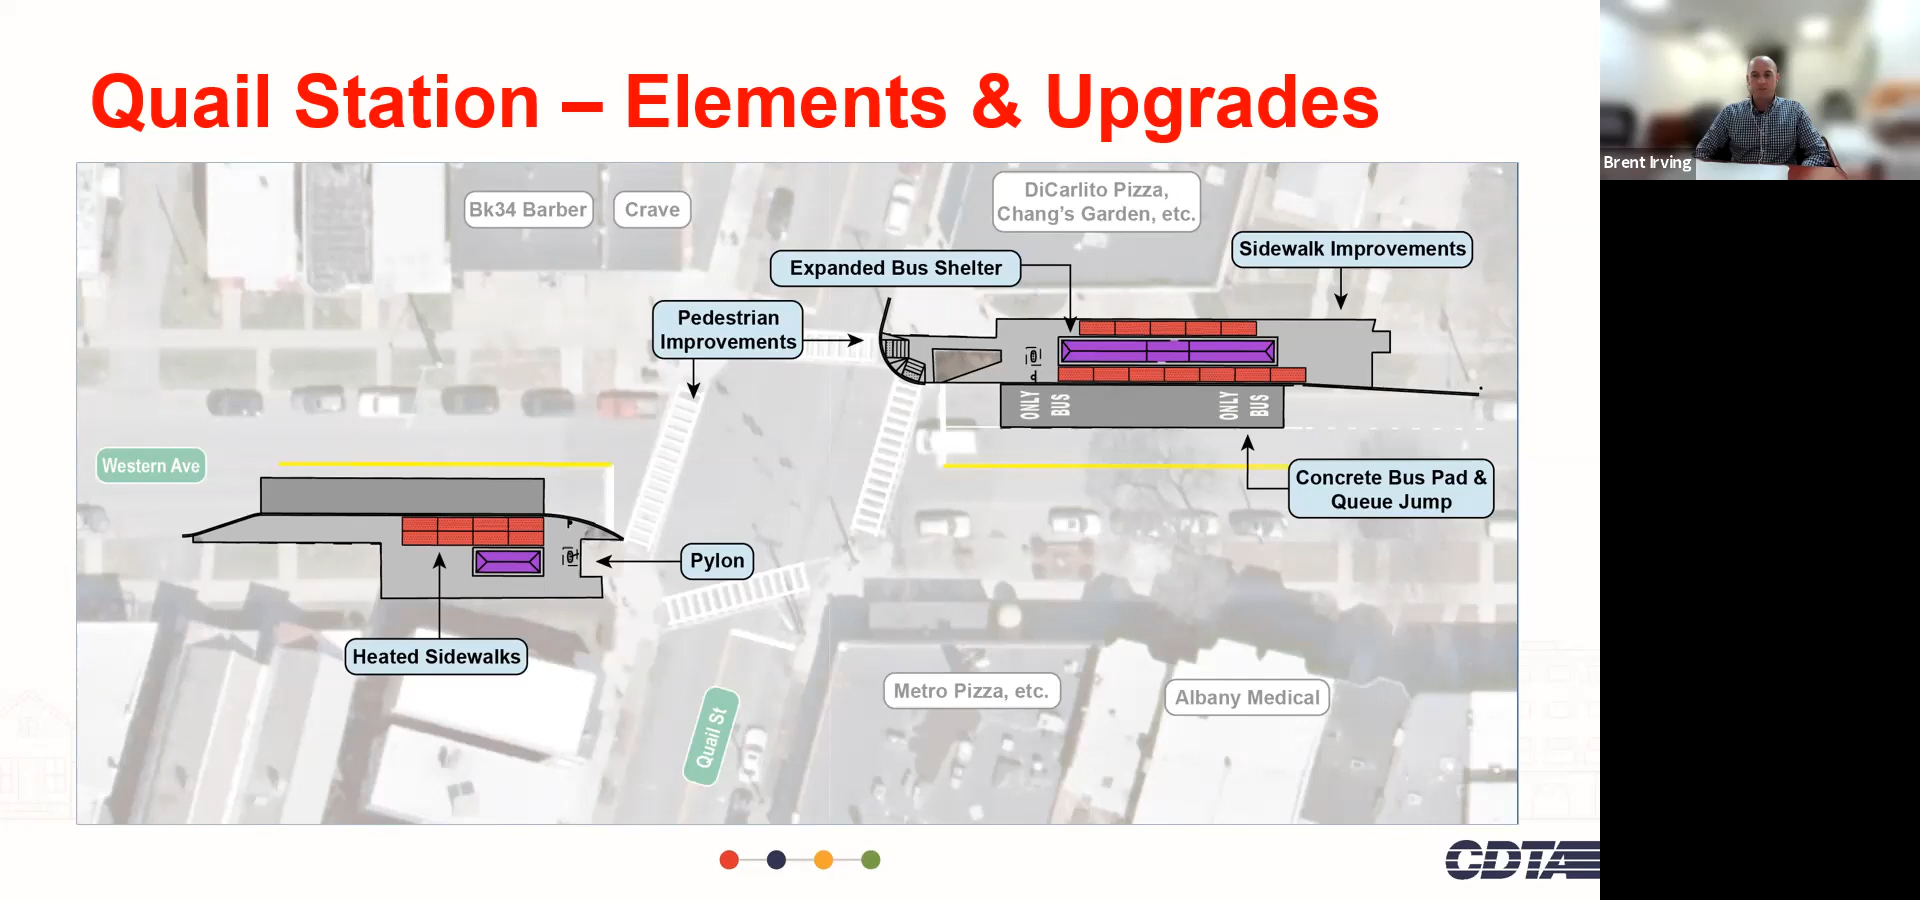 Quail Station – Elements & Upgrades
Brent Irving
Bk34 Barber
Crave
DiCarlito Pizza,
Chang's Garden, etc.
Expanded Bus Shelter
Sidewalk Improvements
Pedestrian
Improvements
ONLY
BUS
ONLY
BUS
Western Ave
Concrete Bus Pad &
Queue Jump
Pylon
Heated Sidewalks
Metro Pizza, etc.
Albany Medical
Quail St
CDTA